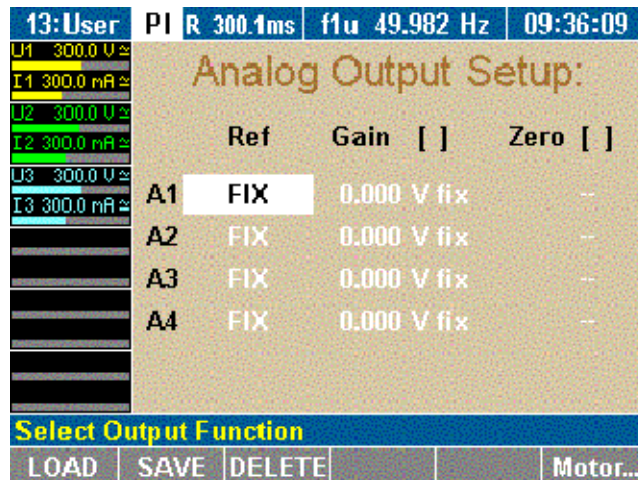 13:User PI R 300.1ms f1u 49.982 Hz 09:36:09
U1 300.0 V ≃
I1 300.0 mA ≃
U2 300.0 V ≃
I2 300.0 mA ≃
U3 300.0 V ≃
I3 300.0 mA ≃
Analog Output Setup:
Ref Gain [ ] Zero [ ]
A1 FIX 0.000 V fix --
A2 FIX 0.000 V fix --
A3 FIX 0.000 V fix --
A4 FIX 0.000 V fix --
Select Output Function
LOAD SAVE DELETE Motor...